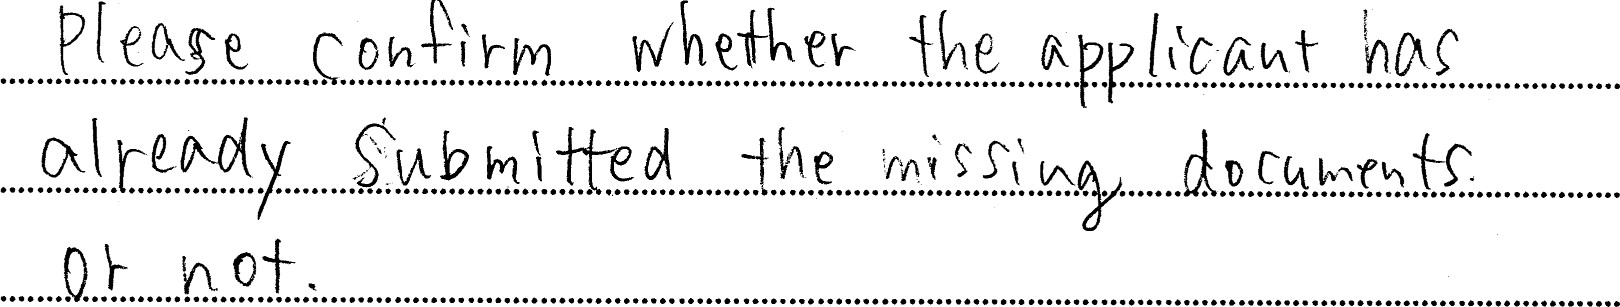 Please confirm whether the applicant has
already submitted the missing documents.
or not.